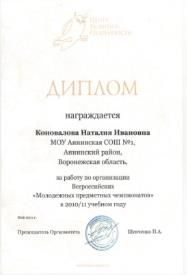 ЦЕНТР
РАЗВИТИЯ
ОДАРЕННОСТИ
ДИПЛОМ
награждается
Коновалова Наталия Ивановна
МОУ Аннинская СОШ №1,
Аннинский район,
Воронежская область,
за работу по организации
Всероссийских
«Молодежных предметных чемпионатов»
в 2010/11 учебном году
Председатель Оргкомитета
Шевченко П.А.